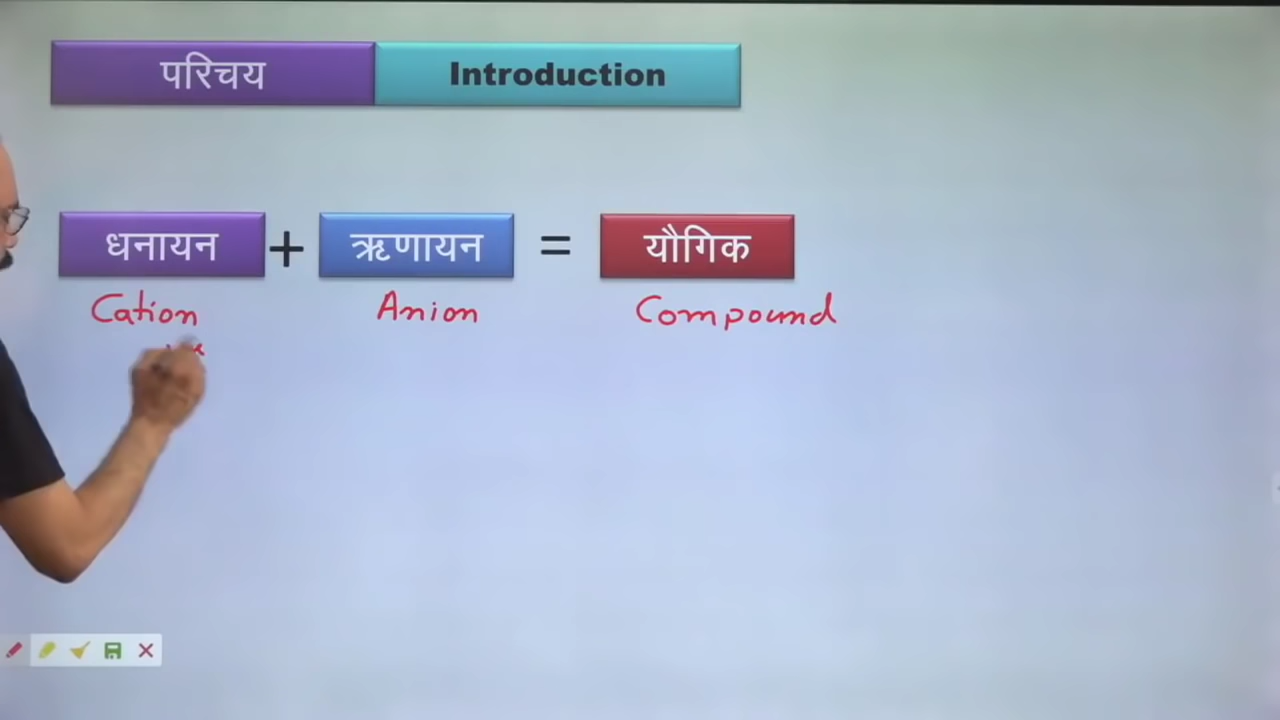 परिचय Introduction
धनायन + ऋणायन = यौगिक
Cation Anion Compound